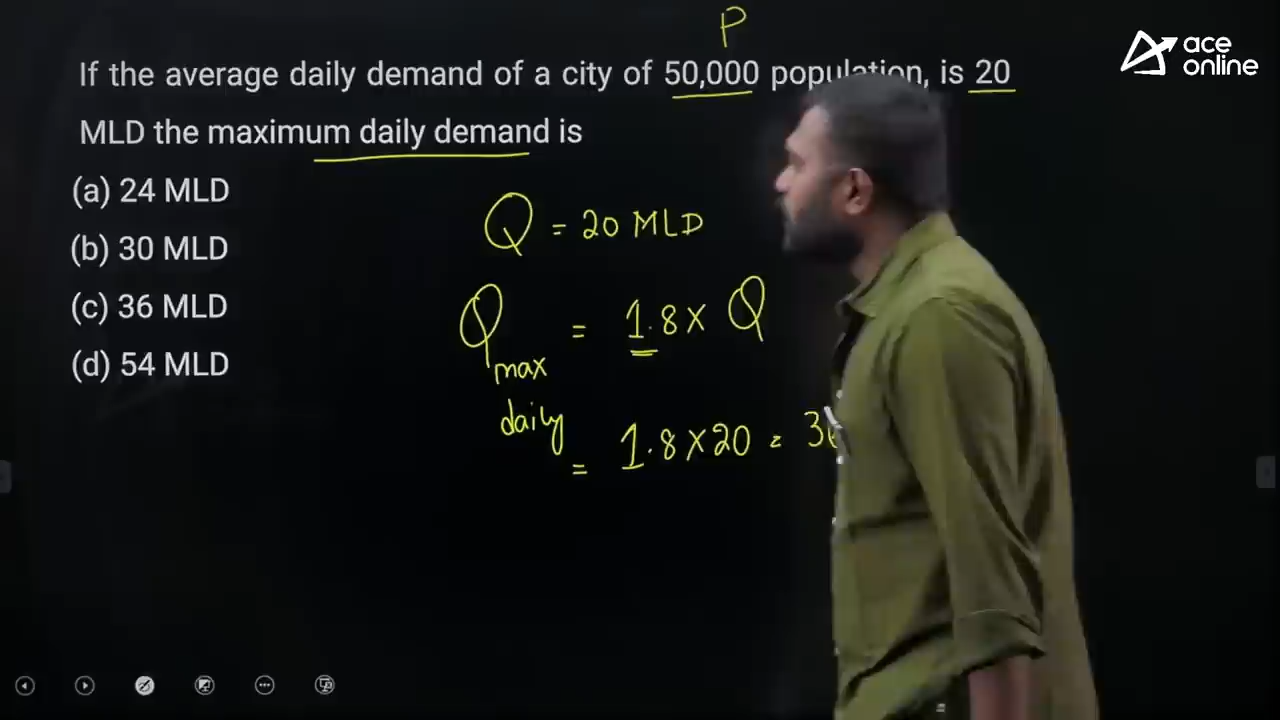 P
ace
online
If the average daily demand of a city of 50,000 population, is 20
MLD the maximum daily demand is
(a) 24 MLD
(b) 30 MLD
(c) 36 MLD
(d) 54 MLD
Q = 20 MLD
Q max daily = 1.8 x Q
= 1.8 x 20 =